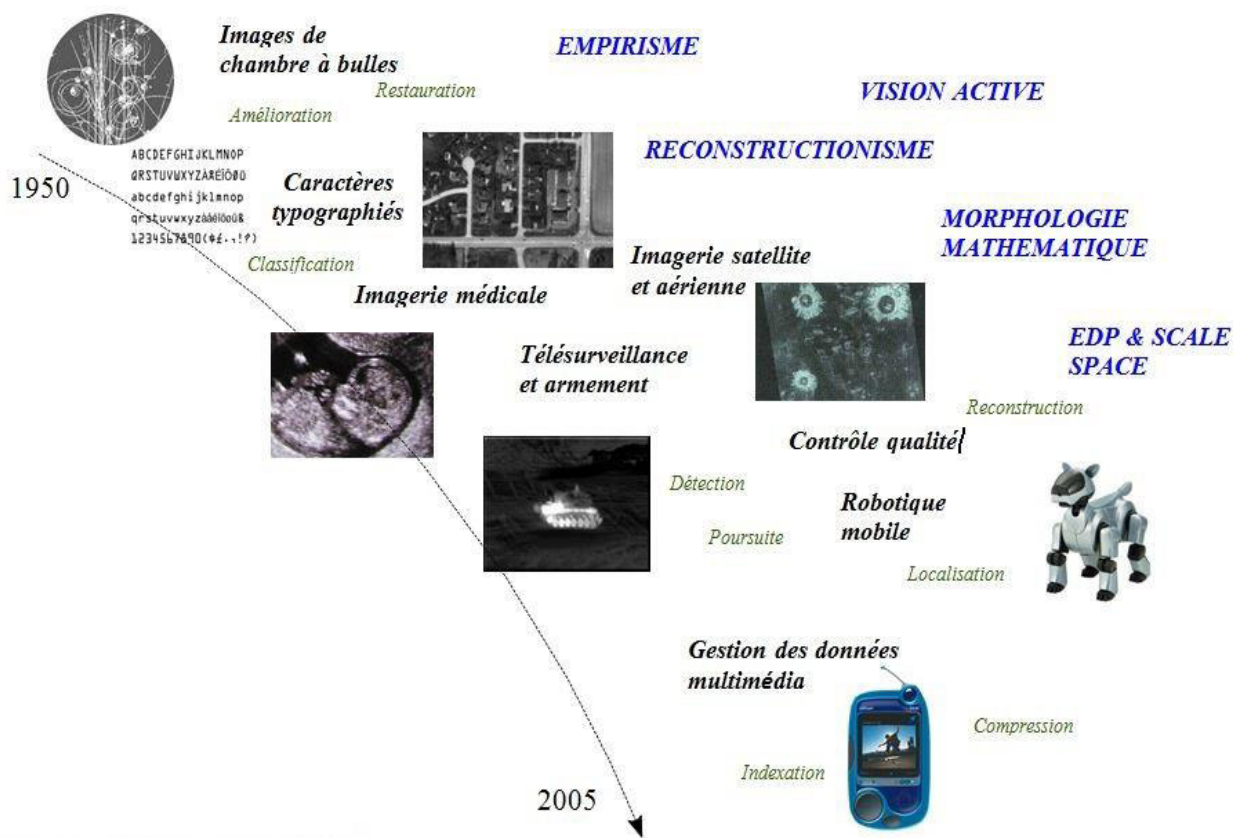 Images de
chambre à bulles
EMPIRISME
Restauration
VISION ACTIVE
Amélioration
ABCDEFGHIJKLMNOP
RECONSTRUCTIONISME
1950
Caractères
typographiés
abcdefghijklmnop
MORPHOLOGIE
MATHEMATIQUE
Classification
Imagerie satellite
et aérienne
Imagerie médicale
EDP & SCALE
SPACE
Télésurveillance
et armement
Reconstruction
Contrôle qualité
Détection
Robotique
mobile
Poursuite
Localisation
Gestion des données
multimédia
Compression
Indexation
2005